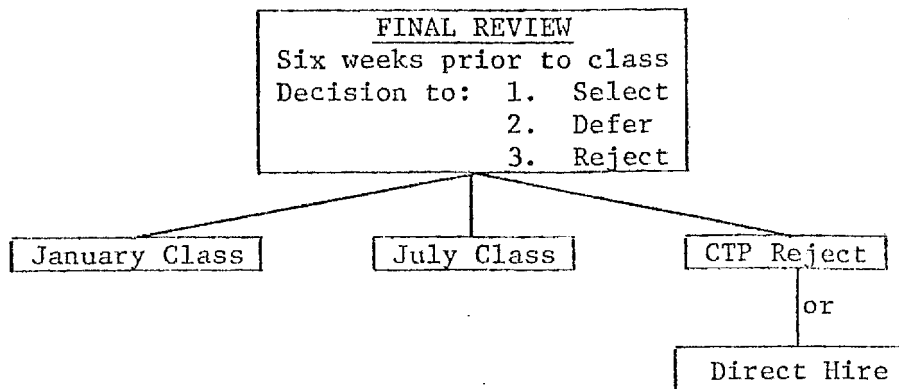 FINAL REVIEW
Six weeks prior to class
Decision to: 1. Select
2. Defer
3. Reject
January Class
July Class
CTP Reject
or
Direct Hire